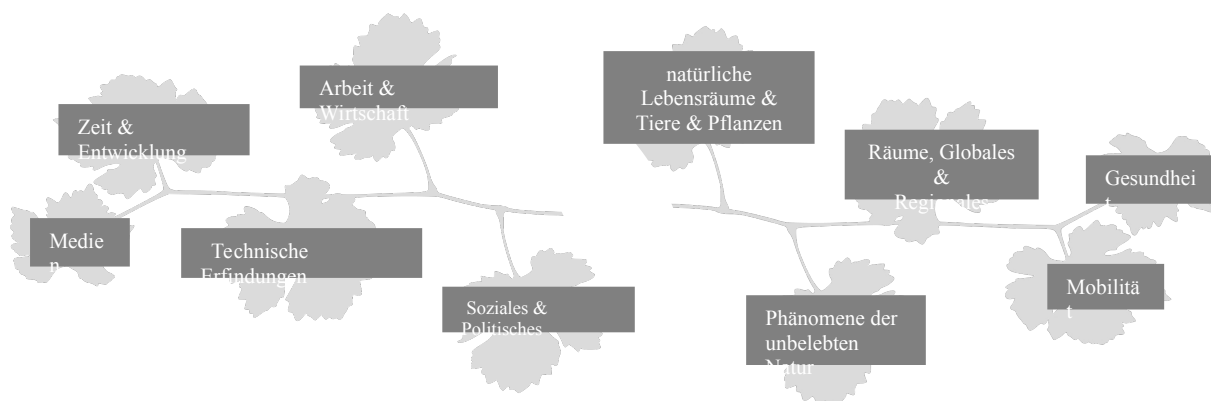 Zeit &
Entwicklung
Arbeit &
Wirtschaft
Medie
n
Technische
Erfindungen
Soziales &
Politisches
natürliche
Lebensräume &
Tiere & Pflanzen
Räume, Globales
&
Regionales
Gesundhei
t
Phänomene der
unbelebten
Natur
Mobilitä
t